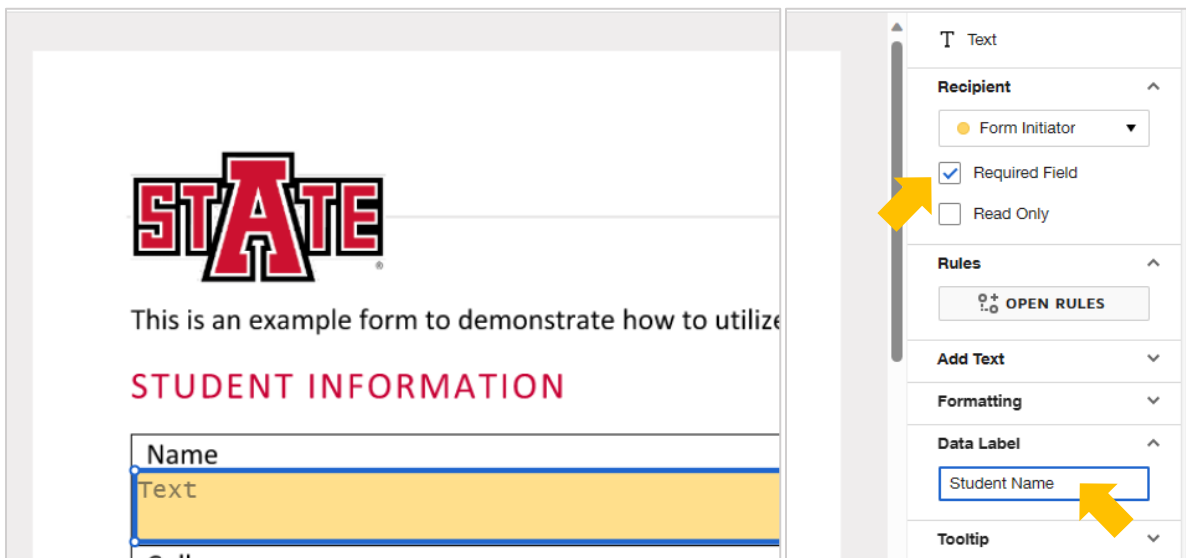 STATE
®
This is an example form to demonstrate how to utilize
STUDENT INFORMATION
Name
Text
T Text
Recipient
Form Initiator
Required Field
Read Only
Rules
OPEN RULES
Add Text
Formatting
Data Label
Student Name
Tooltip